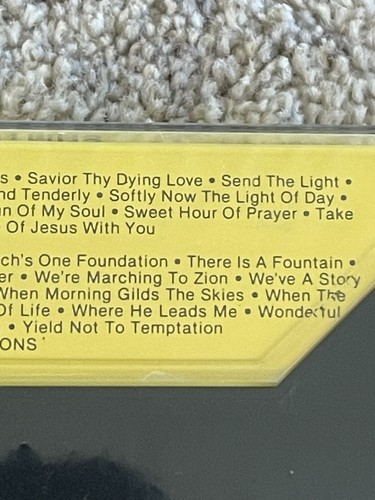 s • Savior Thy Dying Love • Send The Light •
nd Tenderly • Softly Now The Light Of Day •
un Of My Soul • Sweet Hour Of Prayer • Take
Of Jesus With You
ch's One Foundation • There Is A Fountain •
er • We're Marching To Zion • We've A Story
When Morning Gilds The Skies • When The
Of Life • Where He Leads Me • Wonderful
• Yield Not To Temptation
ONS